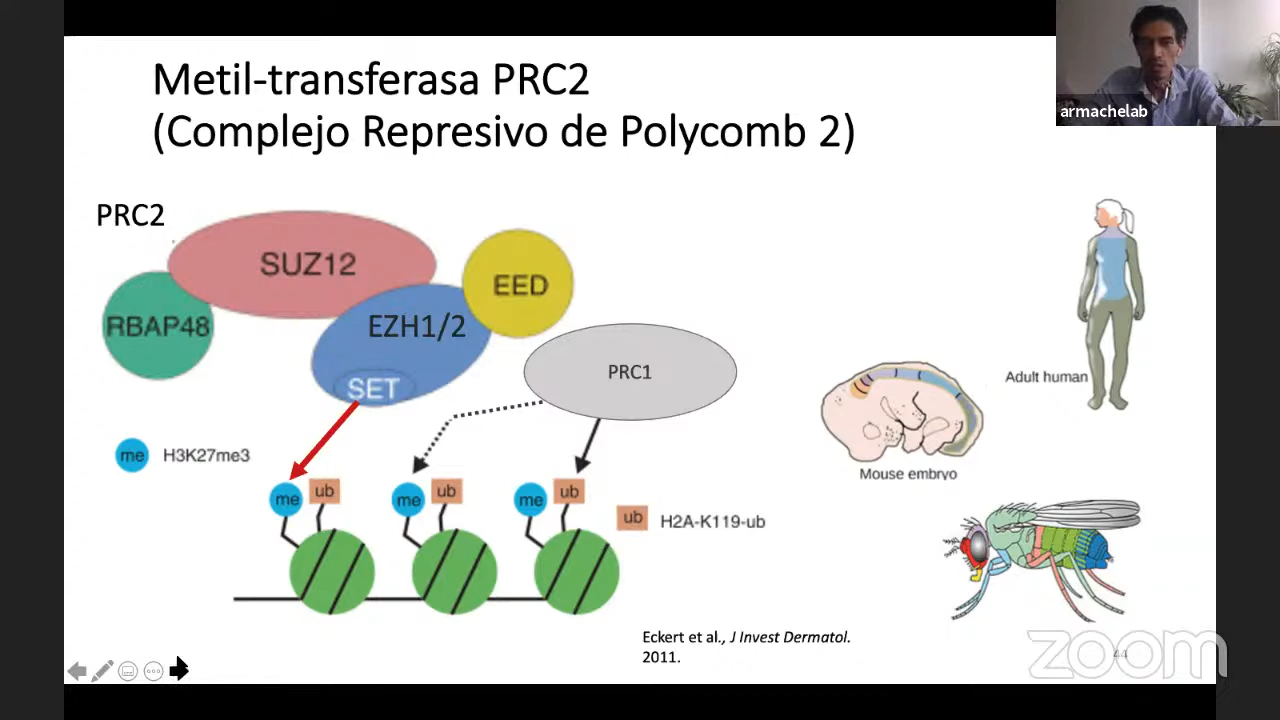 Metil-transferasa PRC2
(Complejo Represivo de Polycomb 2)
armachelab
PRC2
SUZ12
EED
RBAP48
EZH1/2
SET
PRC1
me H3K27me3
me ub
me ub
me ub
ub H2A-K119-ub
Adult human
Mouse embryo
Eckert et al., J Invest Dermatol.
2011.
44
zoom